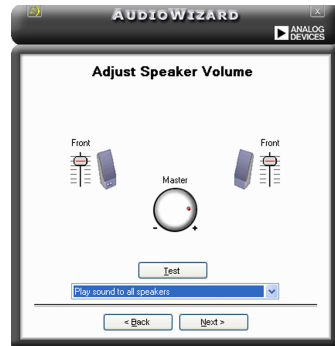 AUDIOWIZARD
X
ANALOG
DEVICES
Adjust Speaker Volume
Front
Front
Master
- +
Test
Play sound to all speakers
< Back Next >